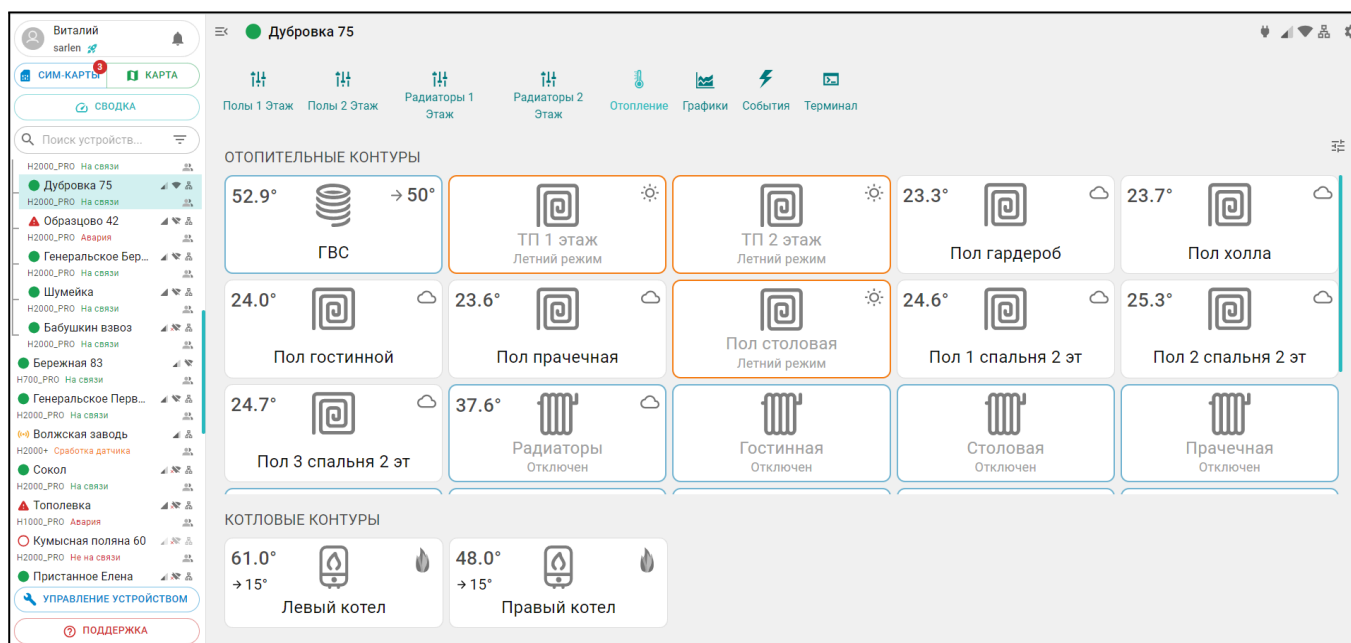 Виталий
sarlen
СИМ-КАРТЫ
3
КАРТА
СВОДКА
Поиск устройств...
H2000_PRO На связи
Дубровка 75
H2000_PRO На связи
Образцово 42
H2000_PRO Авария
Генеральское Бер...
H2000_PRO На связи
Шумейка
H2000_PRO На связи
Бабушкин взвоз
H2000_PRO На связи
Бережная 83
H700_PRO На связи
Генеральское Перв...
H2000_PRO На связи
Волжская заводь
H2000+ Сработка датчика
Сокол
H2000_PRO На связи
Тополевка
H1000_PRO Авария
Кумысная поляна 60
H2000_PRO Не на связи
Пристанное Елена
УПРАВЛЕНИЕ УСТРОЙСТВОМ
ПОДДЕРЖКА
Дубровка 75
Полы 1 Этаж
Полы 2 Этаж
Радиаторы 1
Этаж
Радиаторы 2
Этаж
Отопление
Графики
События
Терминал
ОТОПИТЕЛЬНЫЕ КОНТУРЫ
52.9° → 50°
ГВС
ТП 1 этаж
Летний режим
ТП 2 этаж
Летний режим
23.3°
Пол гардероб
23.7°
Пол холла
24.0°
Пол гостинной
23.6°
Пол прачечная
Пол столовая
Летний режим
24.6°
Пол 1 спальня 2 эт
25.3°
Пол 2 спальня 2 эт
24.7°
Пол 3 спальня 2 эт
37.6°
Радиаторы
Отключен
Гостинная
Отключен
Столовая
Отключен
Прачечная
Отключен
КОТЛОВЫЕ КОНТУРЫ
61.0°
→ 15°
Левый котел
48.0°
→ 15°
Правый котел